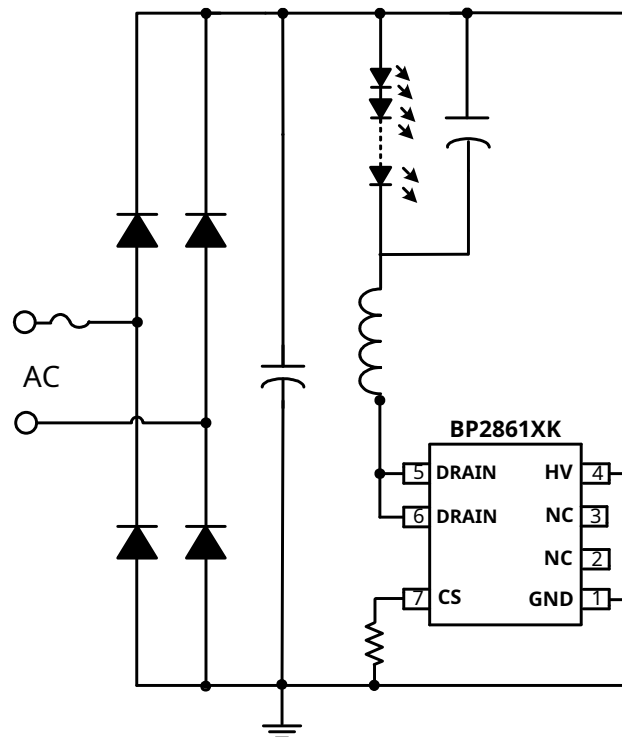 AC
BP2861XK
5 DRAIN HV 4
6 DRAIN NC 3
NC 2
7 CS GND 1